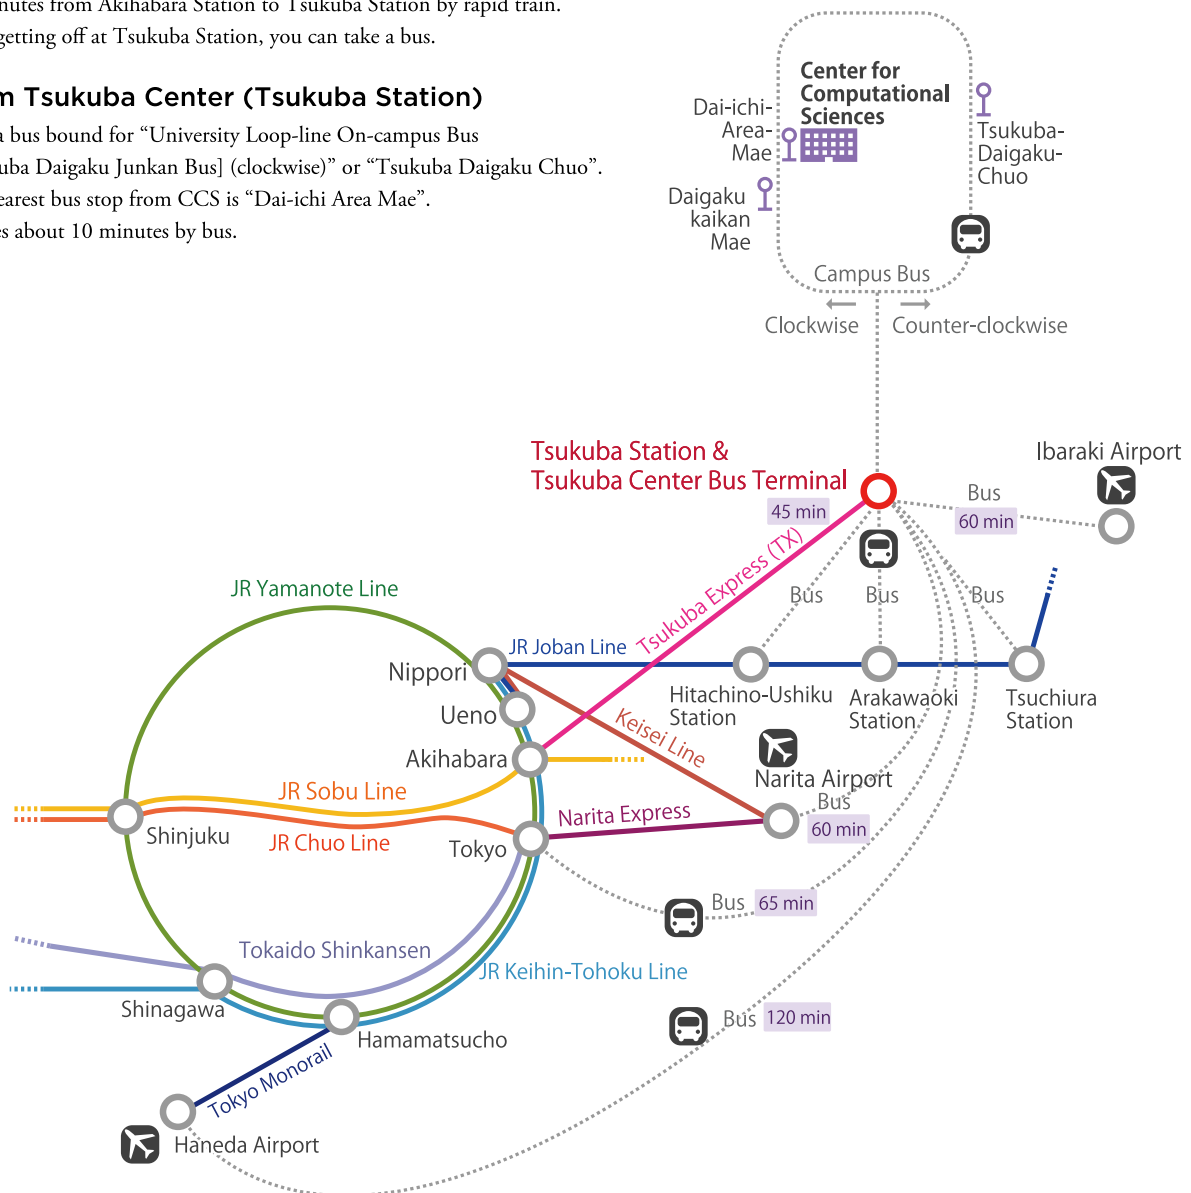 nutes from Akihabara Station to Tsukuba Station by rapid train.
getting off at Tsukuba Station, you can take a bus.
m Tsukuba Center (Tsukuba Station)
a bus bound for “University Loop-line On-campus Bus
uba Daigaku Junkan Bus] (clockwise)” or “Tsukuba Daigaku Chuo”.
earest bus stop from CCS is “Dai-ichi Area Mae”.
es about 10 minutes by bus.
Center for
Computational
Sciences
Dai-ichi-
Area-
Mae
Tsukuba-
Daigaku-
Chuo
Daigaku
kaikan
Mae
Campus Bus
Clockwise
Counter-clockwise
Tsukuba Station &
Tsukuba Center Bus Terminal
45 min
Ibaraki Airport
Bus
60 min
Tsukuba Express (TX)
Bus
Bus
Bus
JR Yamanote Line
JR Joban Line
Nippori
Hitachino-Ushiku
Station
Arakawaoki
Station
Tsuchiura
Station
Ueno
Keisei Line
Akihabara
Narita Airport
Bus
60 min
JR Sobu Line
Narita Express
Shinjuku
JR Chuo Line
Tokyo
Bus
65 min
Tokaido Shinkansen
JR Keihin-Tohoku Line
Shinagawa
Bus
120 min
Hamamatsucho
Tokyo Monorail
Haneda Airport